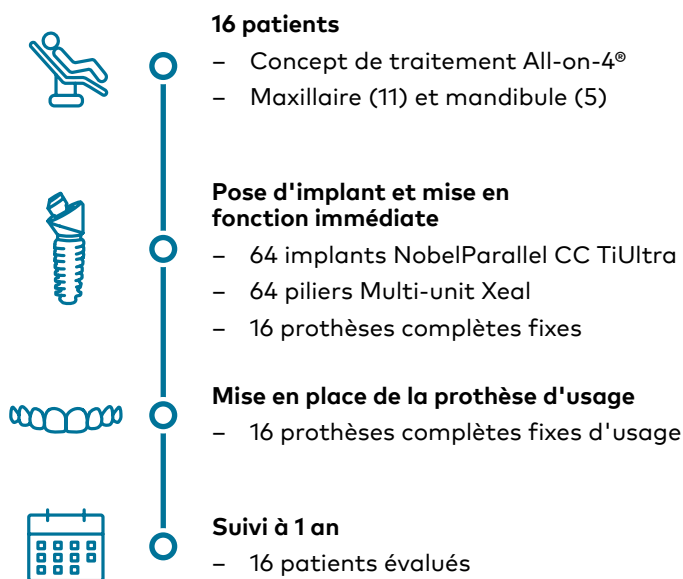 16 patients
– Concept de traitement All-on-4®
– Maxillaire (11) et mandibule (5)
Pose d'implant et mise en
fonction immédiate
– 64 implants NobelParallel CC TiUltra
– 64 piliers Multi-unit Xeal
– 16 prothèses complètes fixes
Mise en place de la prothèse d'usage
– 16 prothèses complètes fixes d'usage
Suivi à 1 an
– 16 patients évalués